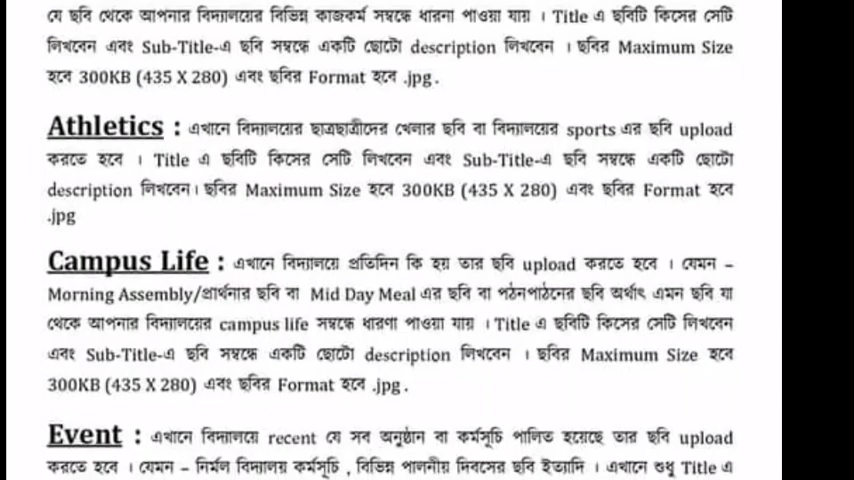 যে ছবি থেকে আপনার বিদ্যালয়ের বিভিন্ন কাজকর্ম সম্বন্ধে ধারনা পাওয়া যায় । Title এ ছবিটি কিসের সেটি
লিখবেন এবং Sub-Title-এ ছবি সম্বন্ধে একটি ছোটো description লিখবেন । ছবির Maximum Size
হবে 300KB (435 X 280) এবং ছবির Format হবে .jpg.
Athletics : এখানে বিদ্যালয়ের ছাত্রছাত্রীদের খেলার ছবি বা বিদ্যালয়ের sports এর ছবি upload
করতে হবে । Title এ ছবিটি কিসের সেটি লিখবেন এবং Sub-Title-এ ছবি সম্বন্ধে একটি ছোটো
description লিখবেন। ছবির Maximum Size হবে 300KB (435 X 280) এবং ছবির Format হবে
.jpg
Campus Life : এখানে বিদ্যালয়ে প্রতিদিন কি হয় তার ছবি upload করতে হবে । যেমন –
Morning Assembly/প্রার্থনার ছবি বা Mid Day Meal এর ছবি বা পঠনপাঠনের ছবি অর্থাৎ এমন ছবি যা
থেকে আপনার বিদ্যালয়ের campus life সম্বন্ধে ধারণা পাওয়া যায় । Title এ ছবিটি কিসের সেটি লিখবেন
এবং Sub-Title-এ ছবি সম্বন্ধে একটি ছোটো description লিখবেন । ছবির Maximum Size হবে
300KB (435 X 280) এবং ছবির Format হবে .jpg.
Event : এখানে বিদ্যালয়ে recent যে সব অনুষ্ঠান বা কর্মসূচি পালিত হয়েছে তার ছবি upload
করতে হবে । যেমন – নির্মল বিদ্যালয় কর্মসূচি , বিভিন্ন পালনীয় দিবসের ছবি ইত্যাদি । এখানে শুধু Title এ